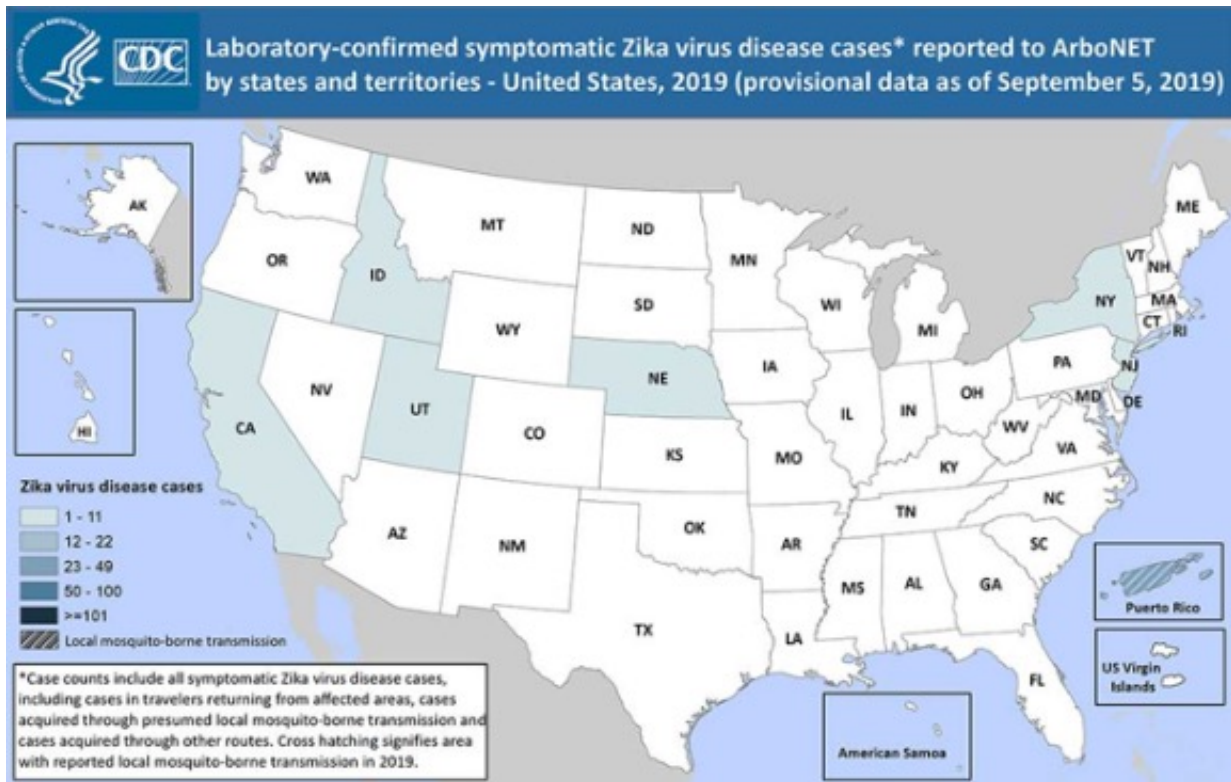 CDC
Laboratory-confirmed symptomatic Zika virus disease cases* reported to ArboNET
by states and territories - United States, 2019 (provisional data as of September 5, 2019)
AK
WA
MT
ND
MN
ME
VT
NH
OR
ID
SD
WI
MI
NY
MA
CT
RI
WY
IA
PA
NJ
NE
NV
UT
CO
IL
IN
OH
MD
DE
HI
CA
KS
MO
WV
VA
KY
Zika virus disease cases
1 - 11
12 - 22
23 - 49
50 - 100
>=101
Local mosquito-borne transmission
AZ
NM
OK
AR
TN
NC
SC
MS
AL
GA
Puerto Rico
TX
LA
FL
US Virgin
Islands
American Samoa
*Case counts include all symptomatic Zika virus disease cases,
including cases in travelers returning from affected areas, cases
acquired through presumed local mosquito-borne transmission and
cases acquired through other routes. Cross hatching signifies area
with reported local mosquito-borne transmission in 2019.